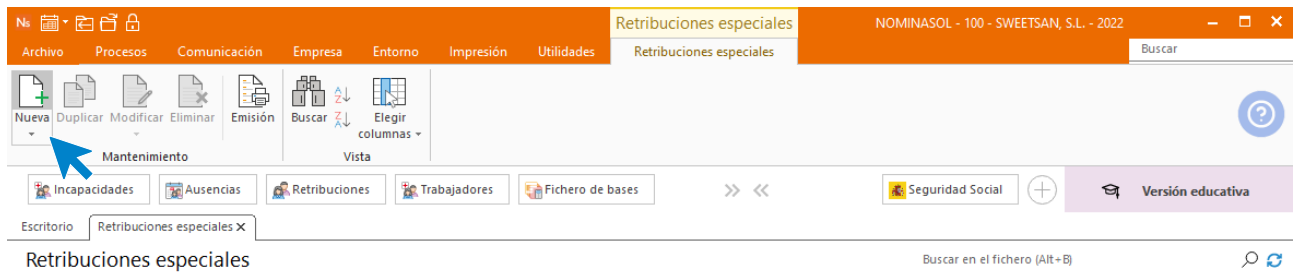 Ns Retribuciones especiales NOMINASOL - 100 - SWEETSAN, S.L. - 2022
Archivo Procesos Comunicación Empresa Entorno Impresión Utilidades Retribuciones especiales Buscar
Nueva Duplicar Modificar Eliminar Emisión Buscar Elegir columnas
Mantenimiento Vista
Incapacidades Ausencias Retribuciones Trabajadores Fichero de bases Seguridad Social Versión educativa
Escritorio Retribuciones especiales X
Retribuciones especiales Buscar en el fichero (Alt+B)